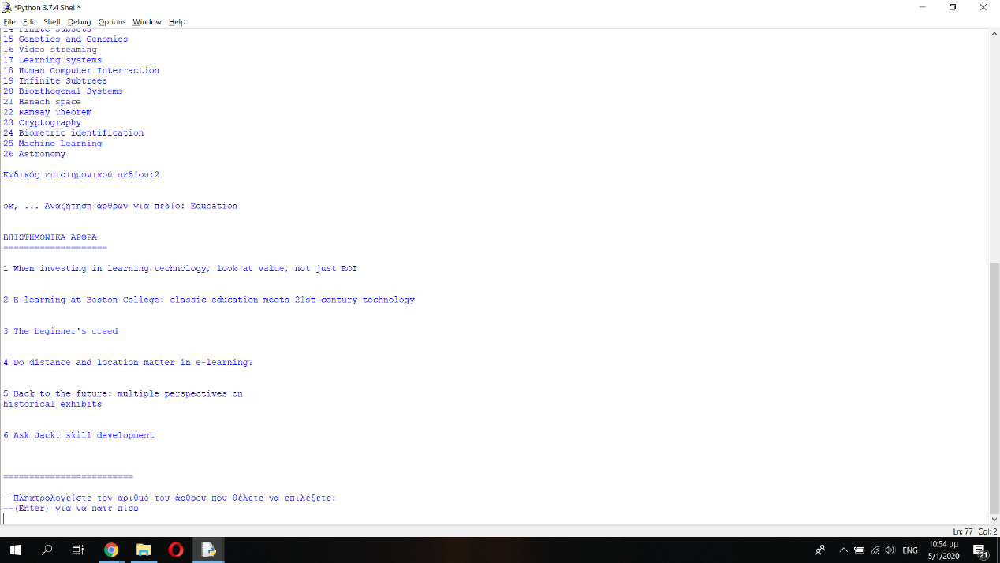 *Python 3.7.4 Shell*
File Edit Shell Debug Options Window Help
14 Finite Subsets
15 Genetics and Genomics
16 Video streaming
17 Learning systems
18 Human Computer Interraction
19 Infinite Subtrees
20 Biorthogonal Systems
21 Banach space
22 Ramsay Theorem
23 Cryptography
24 Biometric identification
25 Machine Learning
26 Astronomy
Κωδικός επιστημονικού πεδίου:2
οκ, ... Αναζήτηση άρθρων για πεδίο: Education
ΕΠΙΣΤΗΜΟΝΙΚΑ ΑΡΘΡΑ
====================
1 When investing in learning technology, look at value, not just ROI
2 E-learning at Boston College: classic education meets 21st-century technology
3 The beginner's creed
4 Do distance and location matter in e-learning?
5 Back to the future: multiple perspectives on
historical exhibits
6 Ask Jack: skill development
=========================
--Πληκτρολογείστε τον αριθμό του άρθρου που θέλετε να επιλέξετε:
--(Enter) για να πάτε πίσω
Ln: 77 Col: 2
ENG
10:54 μμ
5/1/2020
21